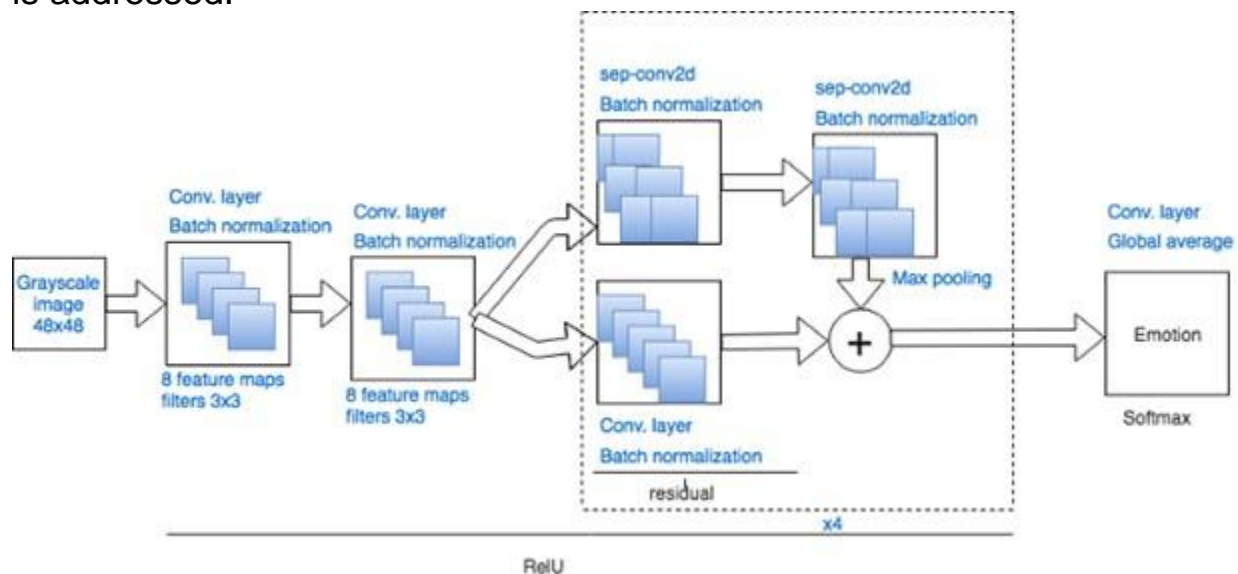 is addressed.
sep-conv2d
Batch normalization
sep-conv2d
Batch normalization
Conv. layer
Batch normalization
Conv. layer
Batch normalization
Conv. layer
Global average
Grayscale
image
48x48
Max pooling
+
Emotion
8 feature maps
filters 3x3
8 feature maps
filters 3x3
Softmax
Conv. layer
Batch normalization
residual
x4
RelU